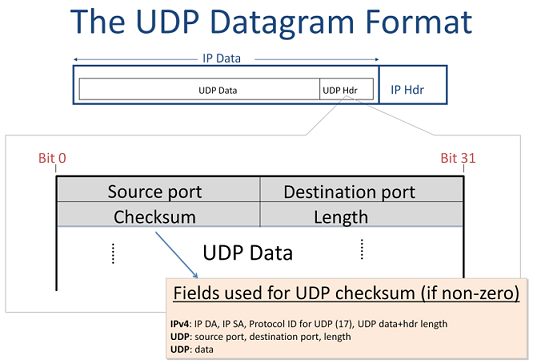 The UDP Datagram Format
IP Data
UDP Data UDP Hdr IP Hdr
Bit 0 Bit 31
Source port Destination port
Checksum Length
UDP Data
Fields used for UDP checksum (if non-zero)
IPv4: IP DA, IP SA, Protocol ID for UDP (17), UDP data+hdr length
UDP: source port, destination port, length
UDP: data